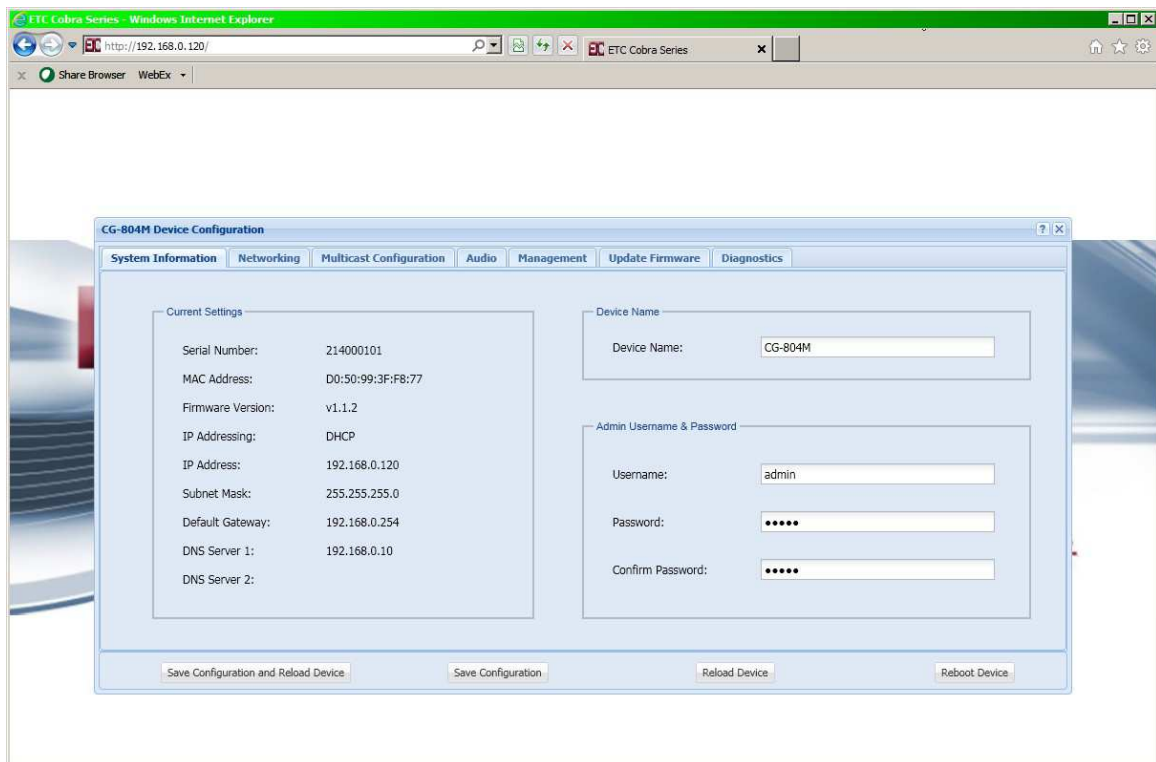 ETC Cobra Series - Windows Internet Explorer
http://192.168.0.120/
ETC Cobra Series
x Share Browser WebEx
CG-804M Device Configuration
System Information Networking Multicast Configuration Audio Management Update Firmware Diagnostics
Current Settings
Serial Number: 214000101
MAC Address: D0:50:99:3F:F8:77
Firmware Version: v1.1.2
IP Addressing: DHCP
IP Address: 192.168.0.120
Subnet Mask: 255.255.255.0
Default Gateway: 192.168.0.254
DNS Server 1: 192.168.0.10
DNS Server 2:
Device Name
Device Name: CG-804M
Admin Username & Password
Username: admin
Password: •••••
Confirm Password: •••••
Save Configuration and Reload Device Save Configuration Reload Device Reboot Device